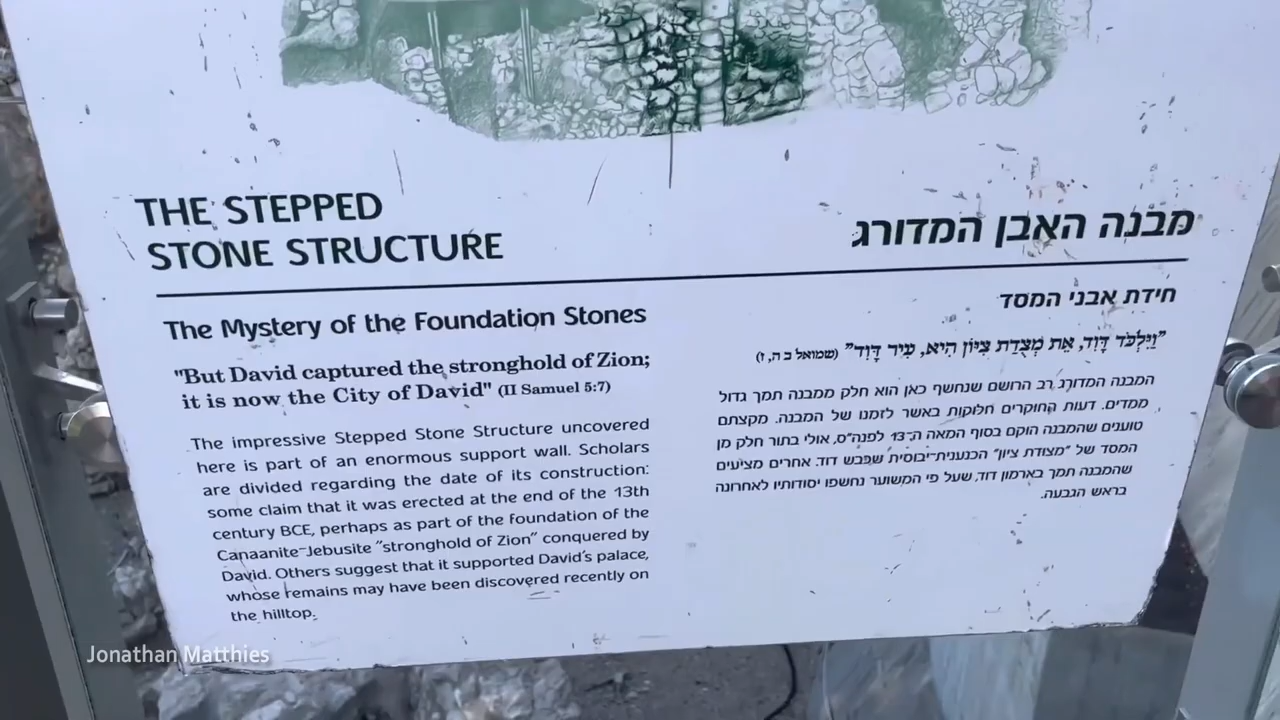 THE STEPPED
STONE STRUCTURE
The Mystery of the Foundation Stones
"But David captured the stronghold of Zion;
it is now the City of David" (II Samuel 5:7)
The impressive Stepped Stone Structure uncovered
here is part of an enormous support wall. Scholars
are divided regarding the date of its construction:
some claim that it was erected at the end of the 13th
century BCE, perhaps as part of the foundation of the
Canaanite-Jebusite "stronghold of Zion" conquered by
David. Others suggest that it supported David's palace,
whose remains may have been discovered recently on
the hilltop.
מבנה האבן המדורג
חידת אבני המסד
"וַיִּלְכֹּד דָּוִד, אֵת מְצֻדַת צִיּוֹן הִיא, עִיר דָּוִד" (שמואל ב ה, ז)
המבנה המדורג רב הרושם שנחשף כאן הוא חלק ממבנה תמך גדול
ממדים. דעות החוקרים חלוקות באשר לזמנו של המבנה. מקצתם
טוענים שהמבנה הוקם בסוף המאה ה-13 לפנה"ס, אולי בתור חלק מן
המסד של "מצודת ציון" הכנענית-יבוסית שכבש דוד. אחרים מציעים
שהמבנה תמך בארמון דוד, שעל פי המשוער נחשפו יסודותיו לאחרונה
בראש הגבעה.
Jonathan Matthies